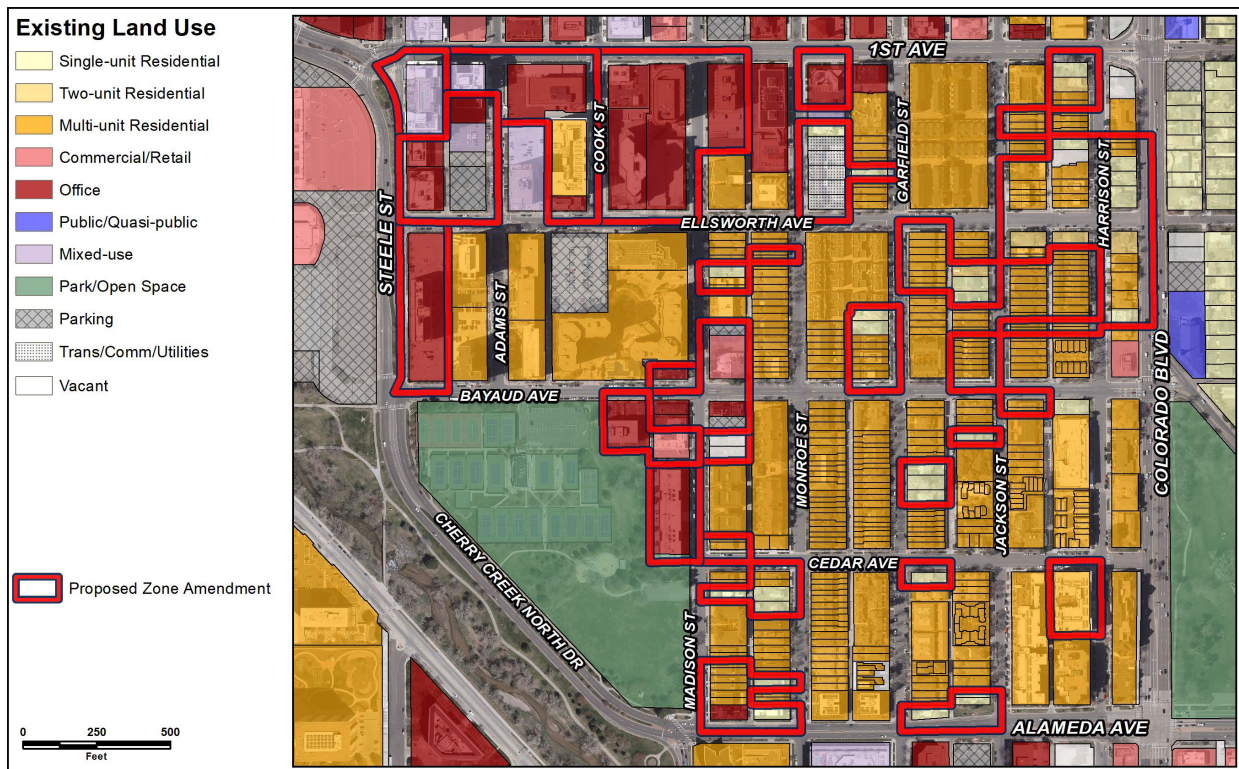 Existing Land Use
Single-unit Residential
Two-unit Residential
Multi-unit Residential
Commercial/Retail
Office
Public/Quasi-public
Mixed-use
Park/Open Space
Parking
Trans/Comm/Utilities
Vacant
Proposed Zone Amendment
0 250 500
Feet
1ST AVE
COOK ST
GARFIELD ST
HARRISON ST
STEELE ST
ELLSWORTH AVE
ADAMS ST
COLORADO BLVD
BAYAUD AVE
MONROE ST
JACKSON ST
CHERRY CREEK NORTH DR
CEDAR AVE
MADISON ST
ALAMEDA AVE